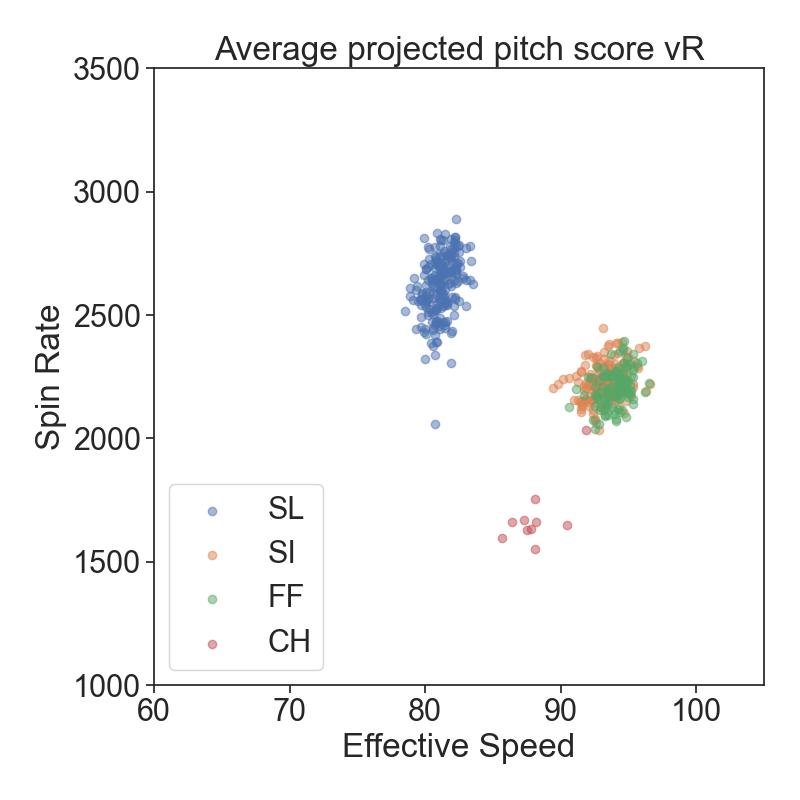 Average projected pitch score vR
3500
3000
2500
2000
1500
1000
Spin Rate
SL
SI
FF
CH
60 70 80 90 100
Effective Speed